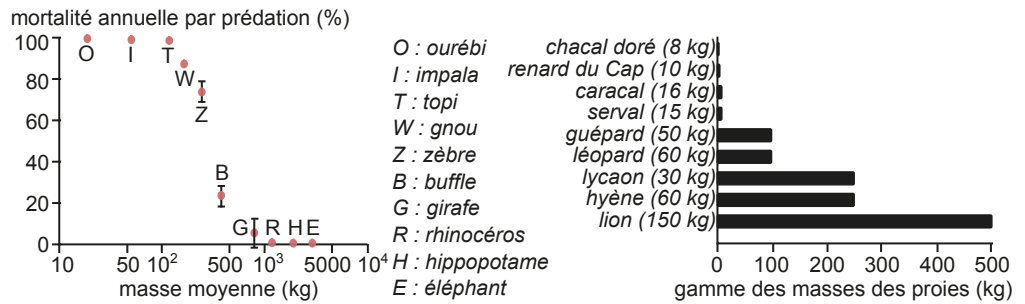 mortalité annuelle par prédation (%)
100
80
60
40
20
0
O
I
T
W
Z
B
G
R
H
E
10
50
10²
500
10³
5000
10⁴
masse moyenne (kg)
O : ourébi
I : impala
T : topi
W : gnou
Z : zèbre
B : buffle
G : girafe
R : rhinocéros
H : hippopotame
E : éléphant
chacal doré (8 kg)
renard du Cap (10 kg)
caracal (16 kg)
serval (15 kg)
guépard (50 kg)
léopard (60 kg)
lycaon (30 kg)
hyène (60 kg)
lion (150 kg)
0
100
200
300
400
500
gamme des masses des proies (kg)